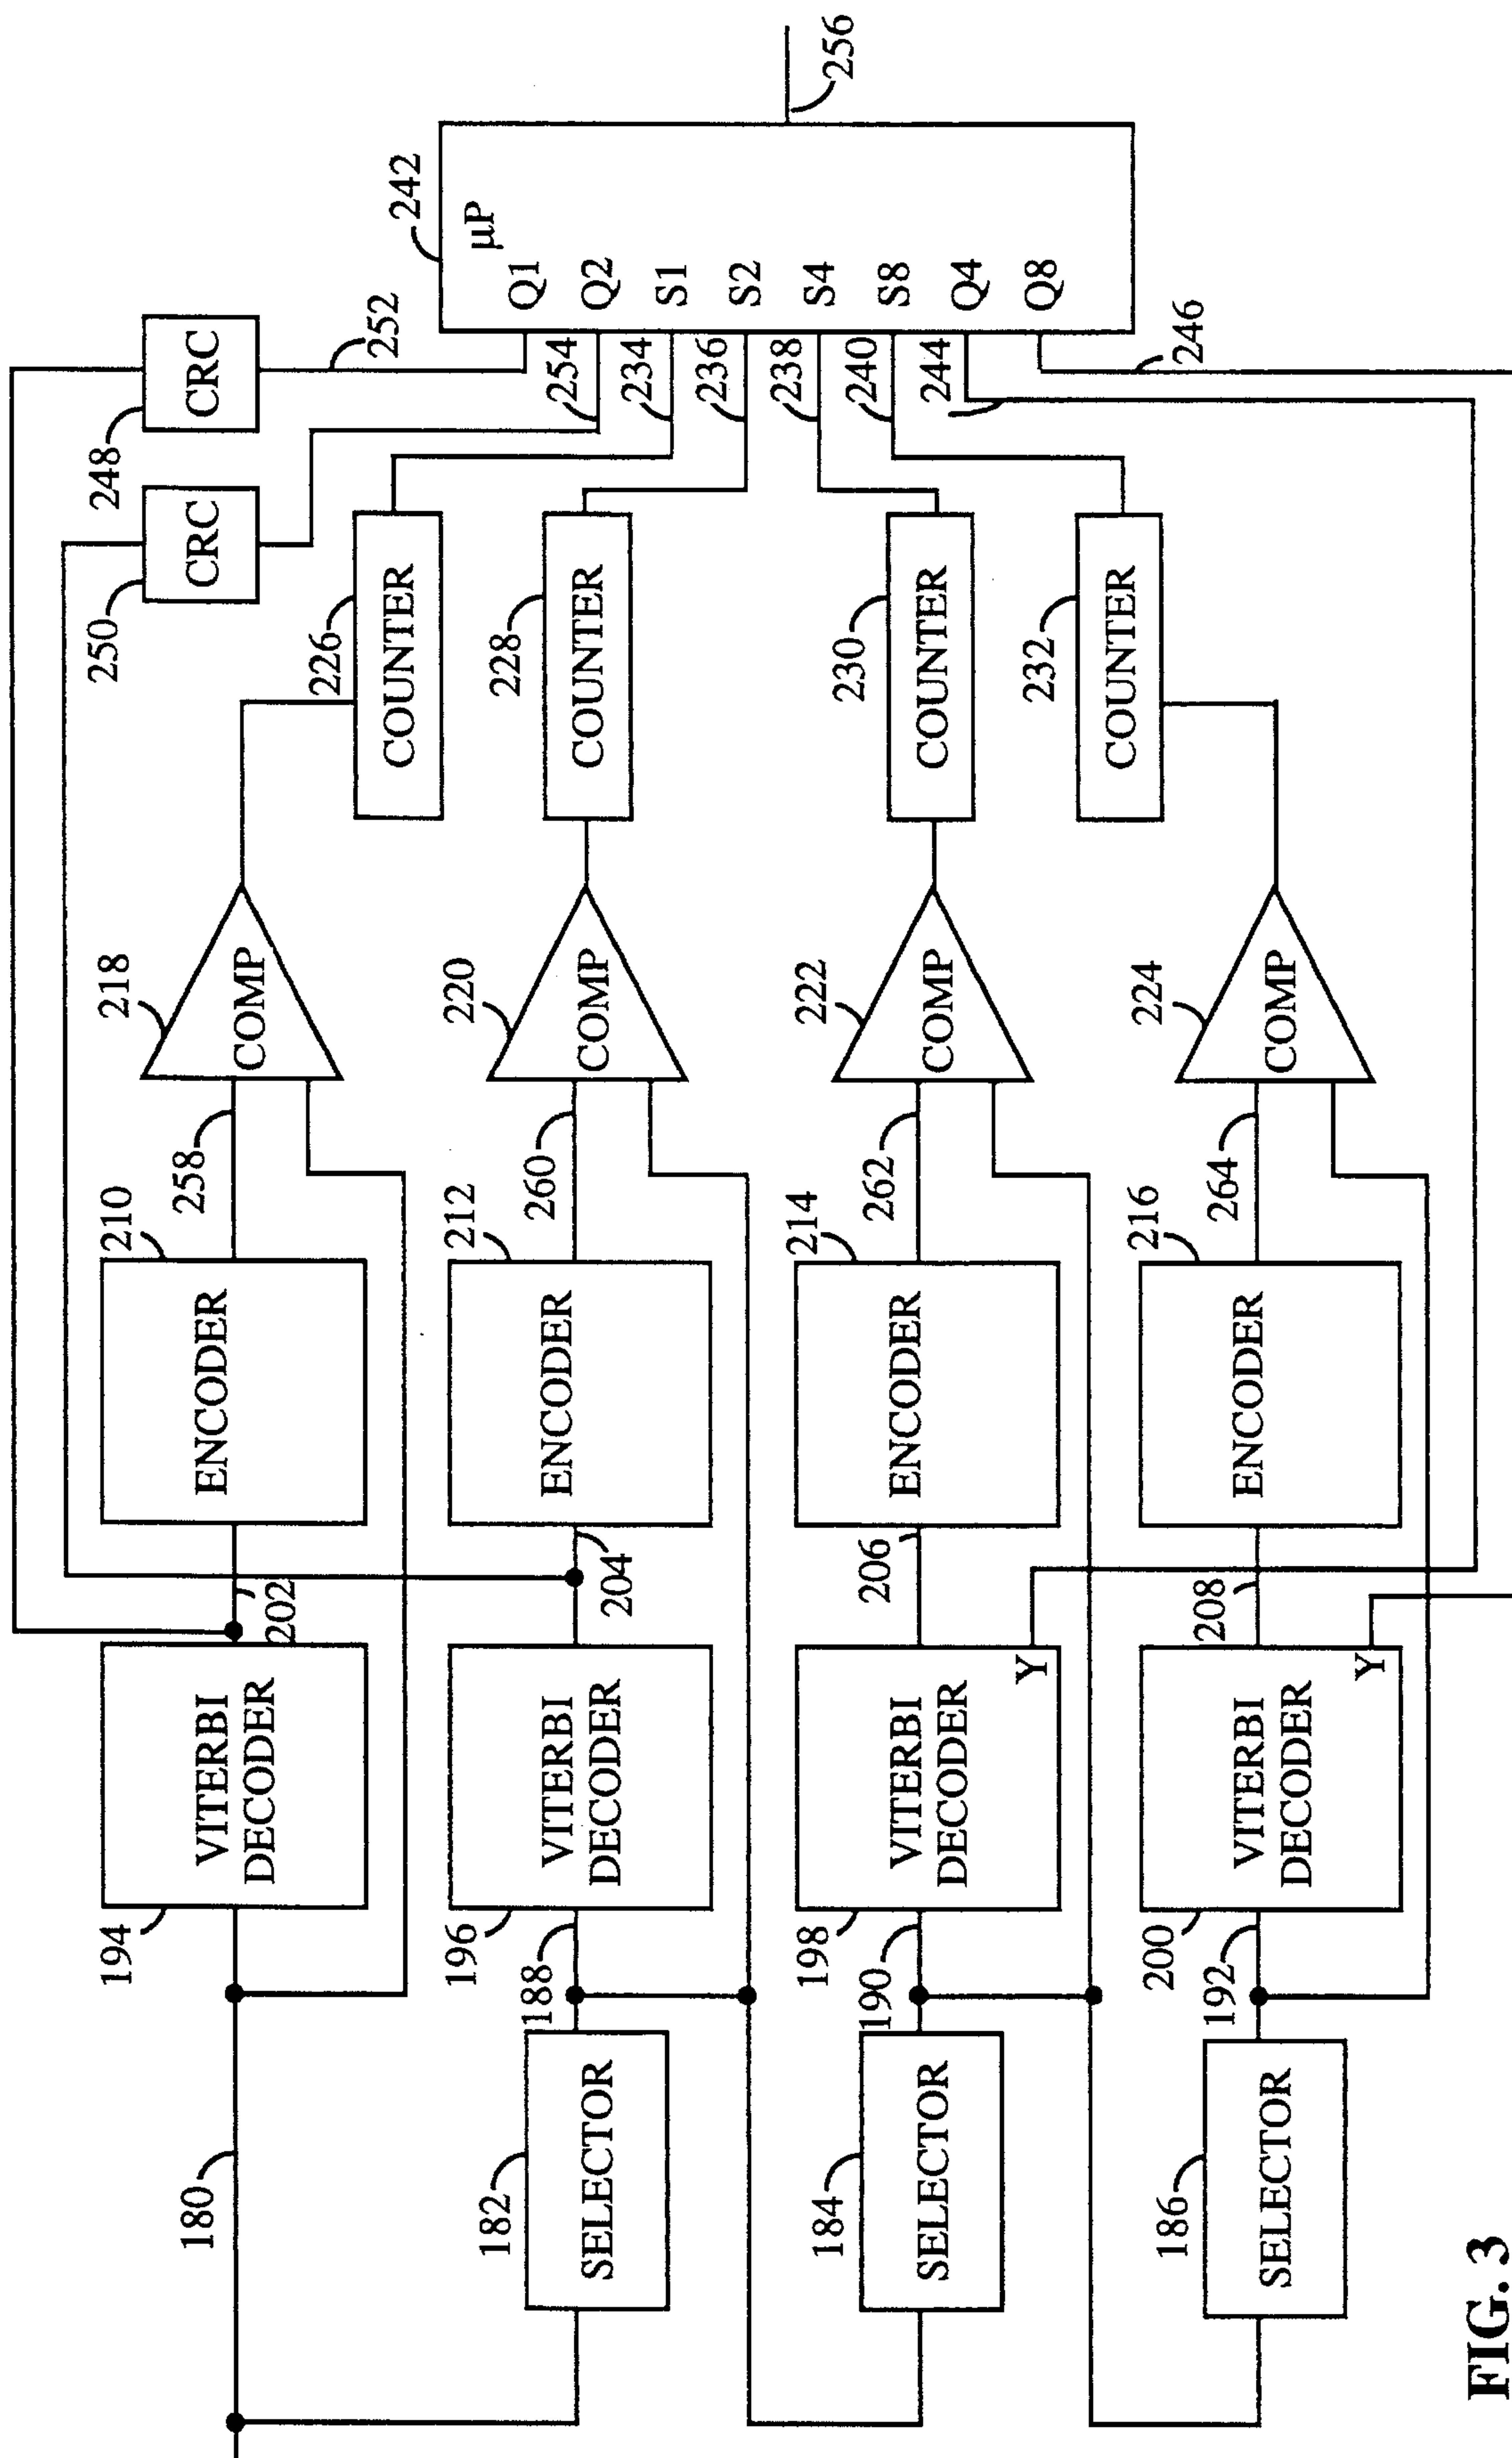 180
182
SELECTOR
184
SELECTOR
186
SELECTOR
188
190
192
194
VITERBI
DECODER
196
VITERBI
DECODER
198
VITERBI
DECODER
Y
200
VITERBI
DECODER
Y
202
204
206
208
210
ENCODER
212
ENCODER
214
ENCODER
216
ENCODER
258
260
262
264
218
COMP
220
COMP
222
COMP
224
COMP
226
COUNTER
228
COUNTER
230
COUNTER
232
COUNTER
250
CRC
248
CRC
252
254
234
236
238
240
244
246
242
μP
Q1
Q2
S1
S2
S4
S8
Q4
Q8
256
FIG. 3